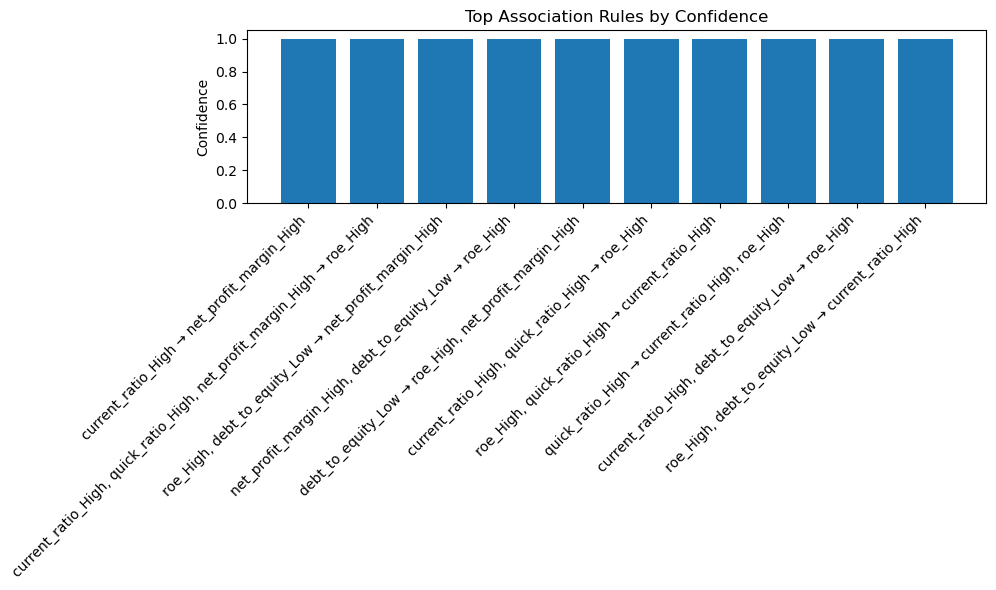 Top Association Rules by Confidence
Confidence
1.0
0.8
0.6
0.4
0.2
0.0
current_ratio_High → net_profit_margin_High
current_ratio_High, quick_ratio_High, net_profit_margin_High → roe_High
roe_High, debt_to_equity_Low → net_profit_margin_High
net_profit_margin_High, debt_to_equity_Low → roe_High
debt_to_equity_Low → roe_High, net_profit_margin_High
current_ratio_High, quick_ratio_High → roe_High
roe_High, quick_ratio_High → current_ratio_High
quick_ratio_High → current_ratio_High, roe_High
current_ratio_High, debt_to_equity_Low → roe_High
roe_High, debt_to_equity_Low → current_ratio_High